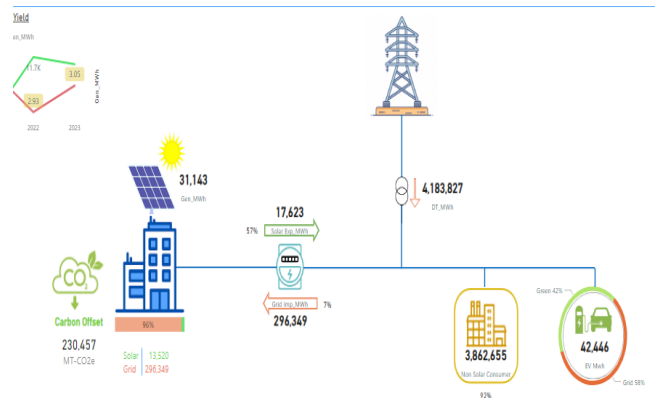 Yield
en_MWh
1.7K
3.05
2.93
Gen_MWh
2022
2023
31,143
Gen_MWh
4,183,827
DT_MWh
17,623
57%
Solar Exp_MWh
Grid Imp_MWh
7%
296,349
CO2
Carbon Offset
230,457
MT-CO2e
96%
Solar
13,520
Grid
296,349
3,862,655
Non Solar Consumer
92%
Green 42%
42,446
EV Mwh
Grid 58%